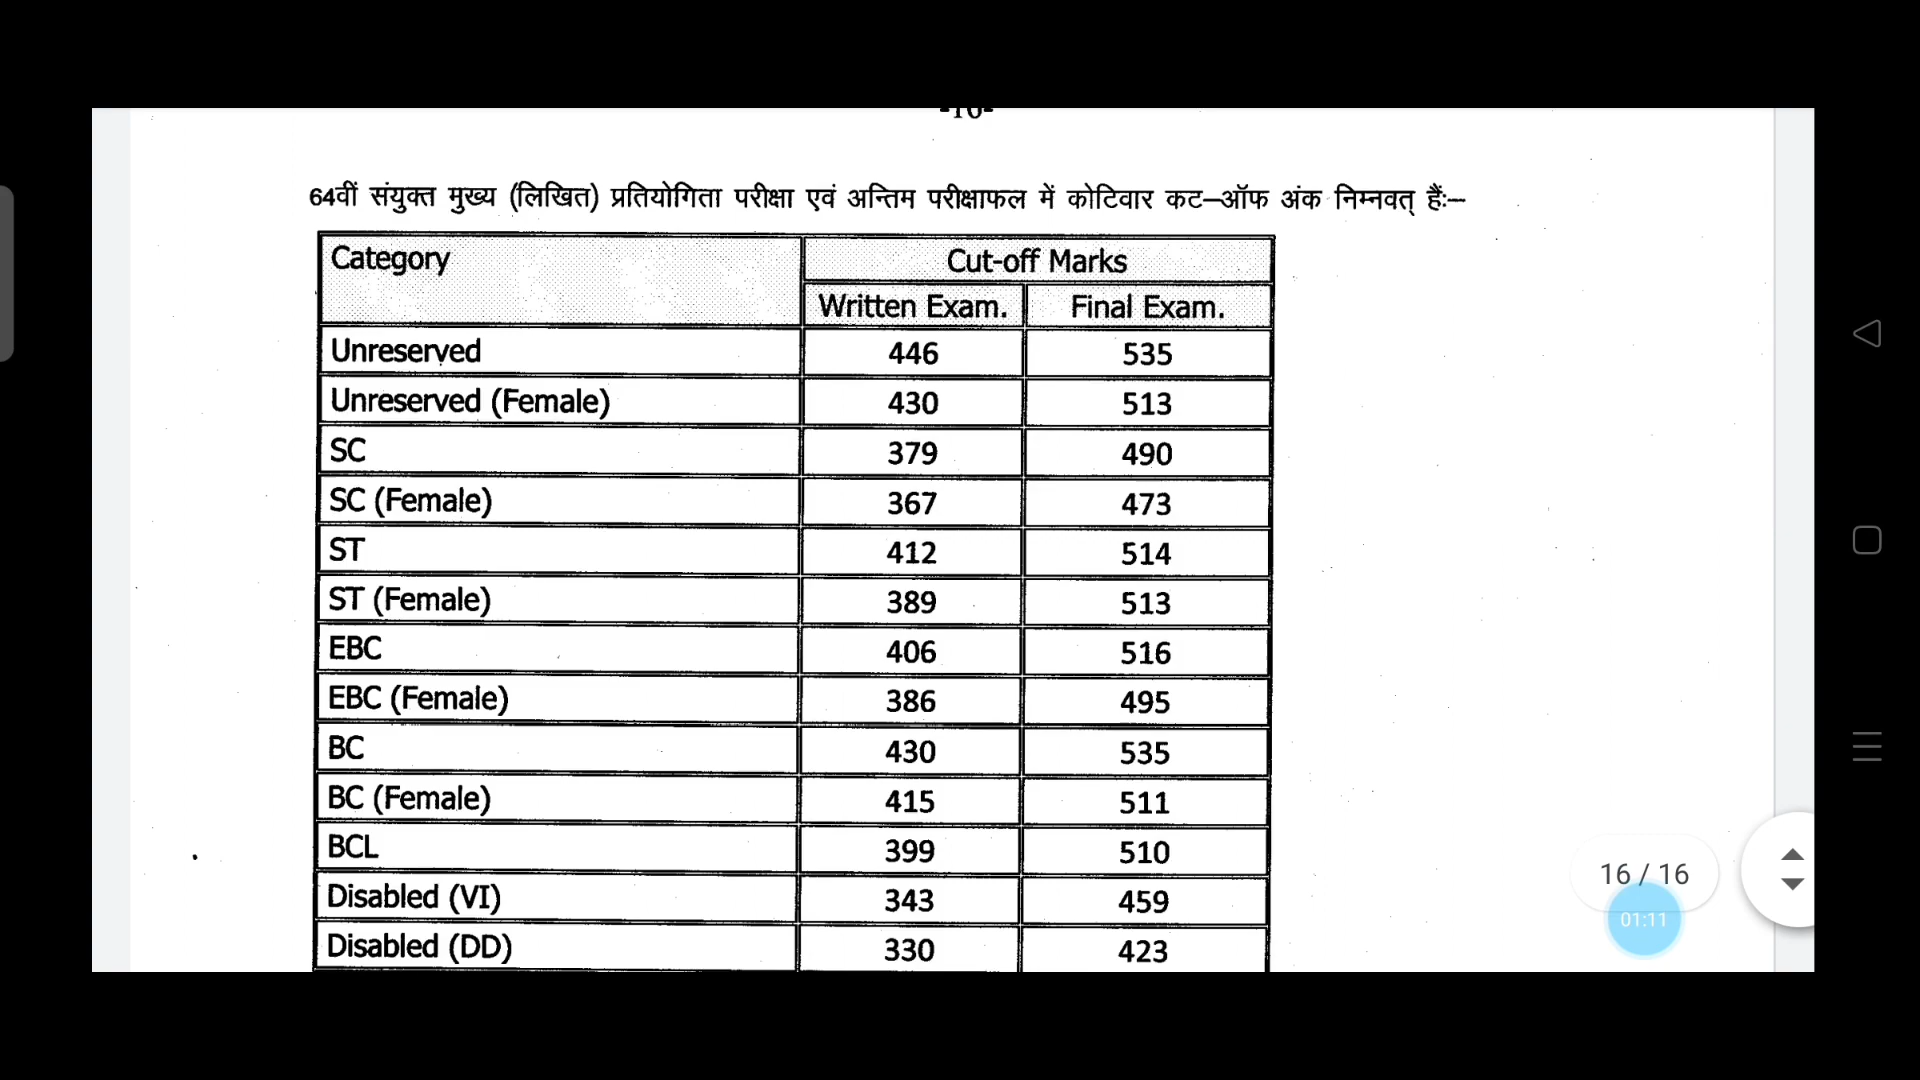 -16-
64वीं संयुक्त मुख्य (लिखित) प्रतियोगिता परीक्षा एवं अन्तिम परीक्षाफल में कोटिवार कट–ऑफ अंक निम्नवत् हैंः–
Category Cut-off Marks
Written Exam. Final Exam.
Unreserved 446 535
Unreserved (Female) 430 513
SC 379 490
SC (Female) 367 473
ST 412 514
ST (Female) 389 513
EBC 406 516
EBC (Female) 386 495
BC 430 535
BC (Female) 415 511
BCL 399 510
Disabled (VI) 343 459
Disabled (DD) 330 423
16 / 16
01:11